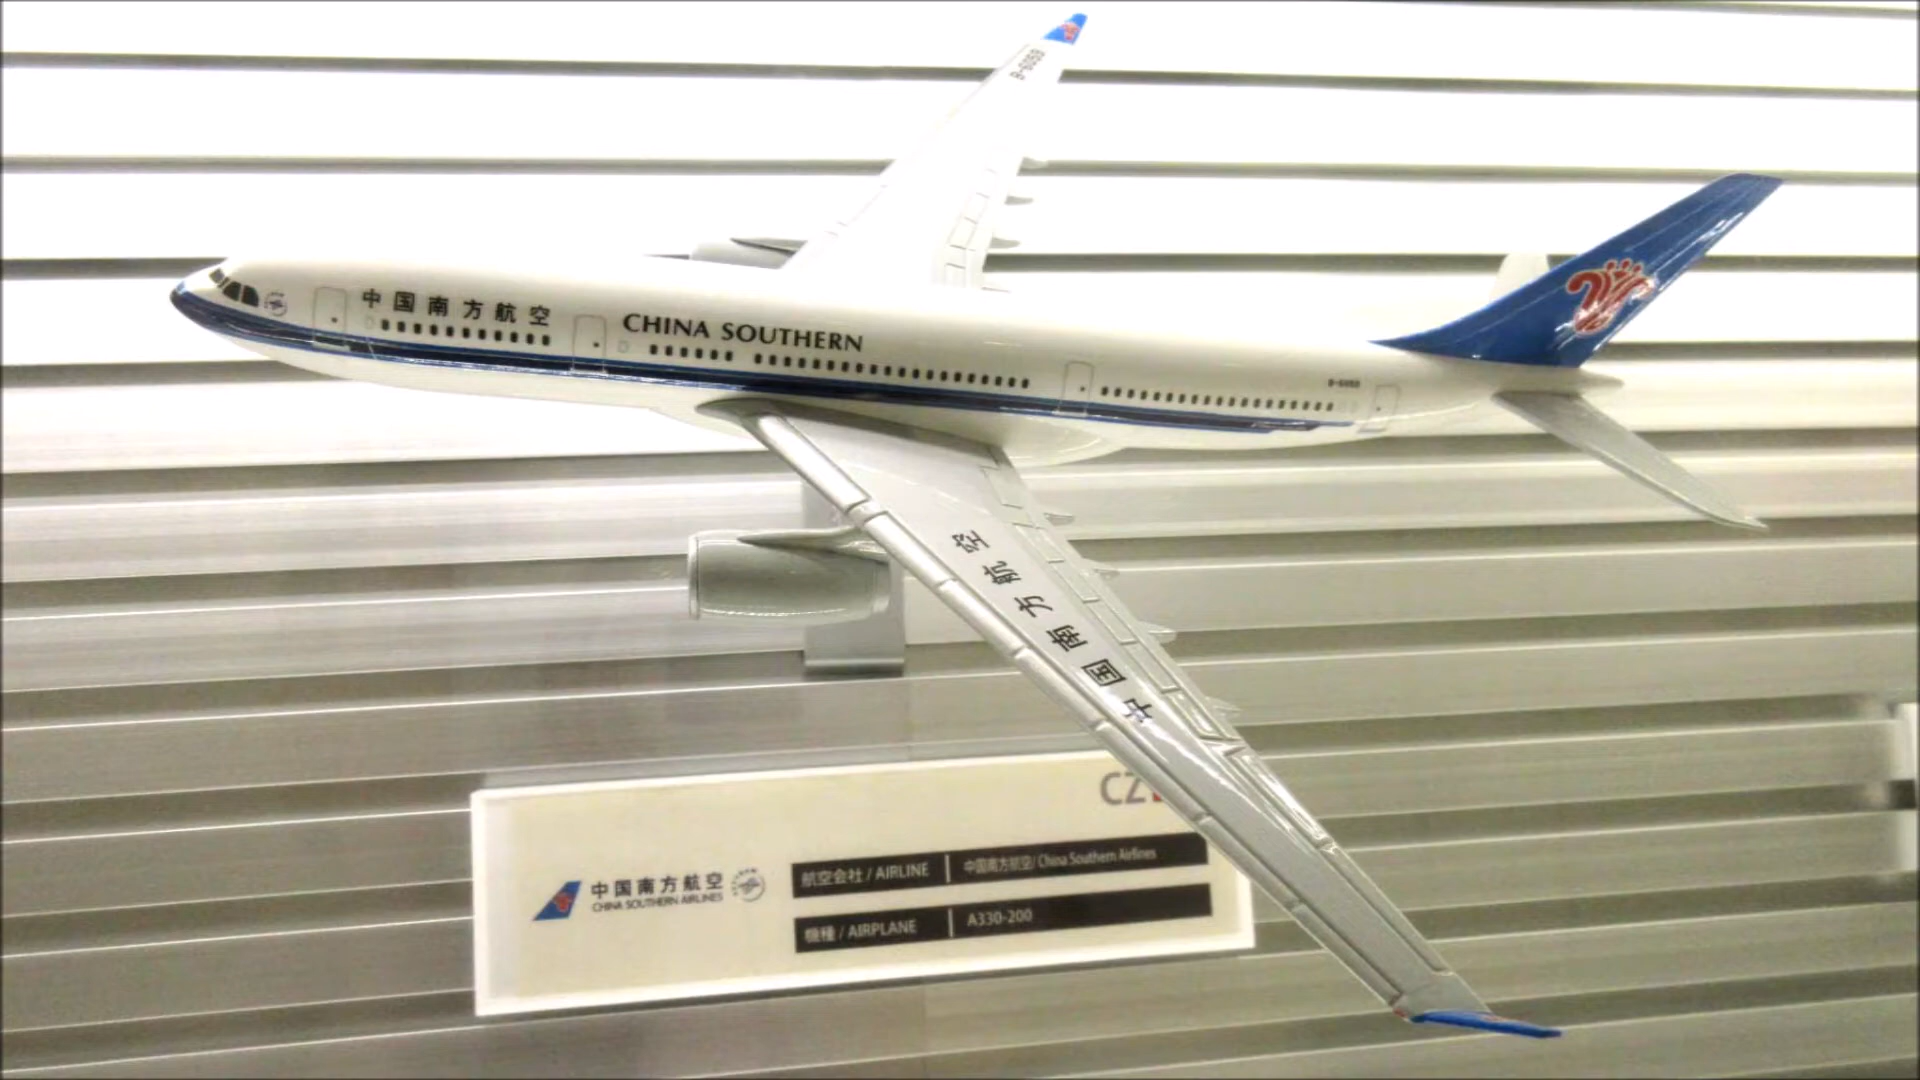 B-6058
中国南方航空
CHINA SOUTHERN
B-6058
中国南方航空
CZ
中国南方航空
CHINA SOUTHERN AIRLINES
航空会社 / AIRLINE 中国南方航空/ China Southern Airlines
機種 / AIRPLANE A330-200